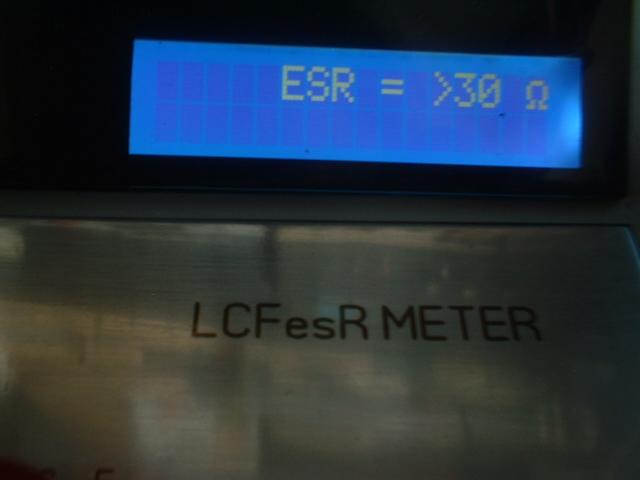 ESR = >30 Ω
LCFesR METER